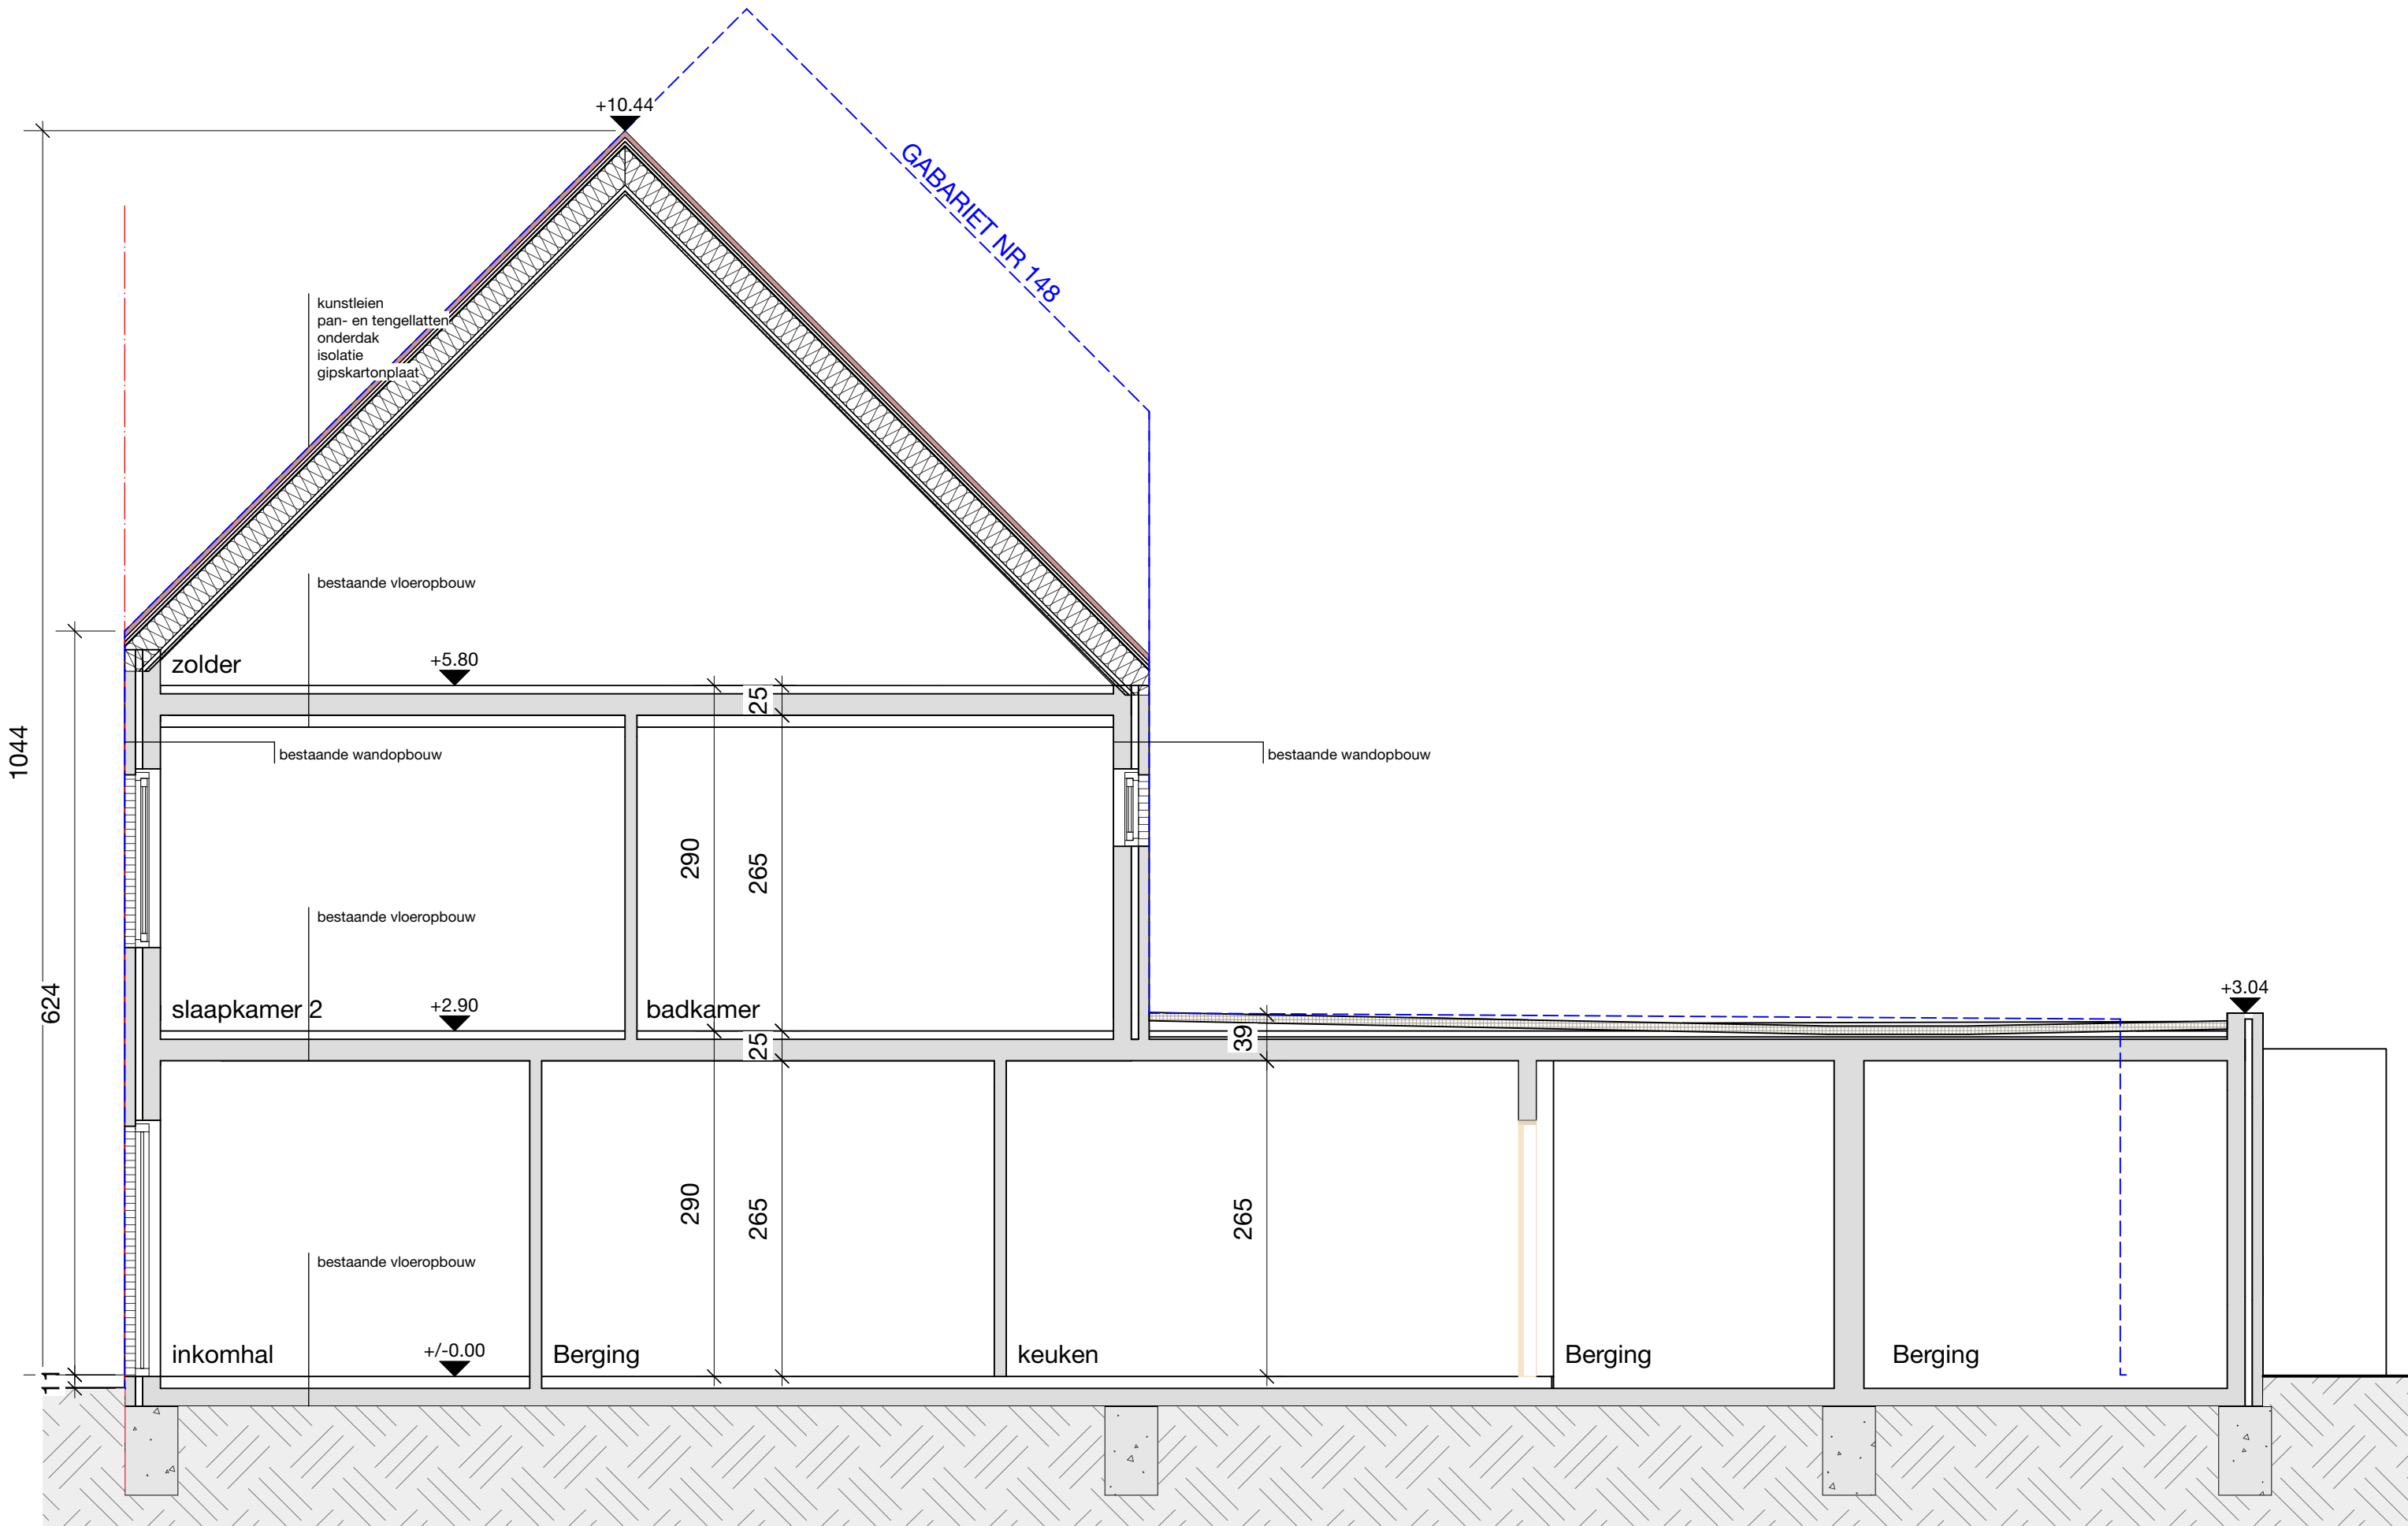 +10.44
GABARIET NR 148
kunstleien
pan- en tengellatten
onderdak
isolatie
gipskartonplaat
bestaande vloeropbouw
zolder
+5.80
25
1044
bestaande wandopbouw
bestaande wandopbouw
290
265
bestaande vloeropbouw
624
slaapkamer 2
+2.90
badkamer
+3.04
25
39
290
265
265
bestaande vloeropbouw
inkomhal
+/-0.00
Berging
keuken
Berging
Berging
11